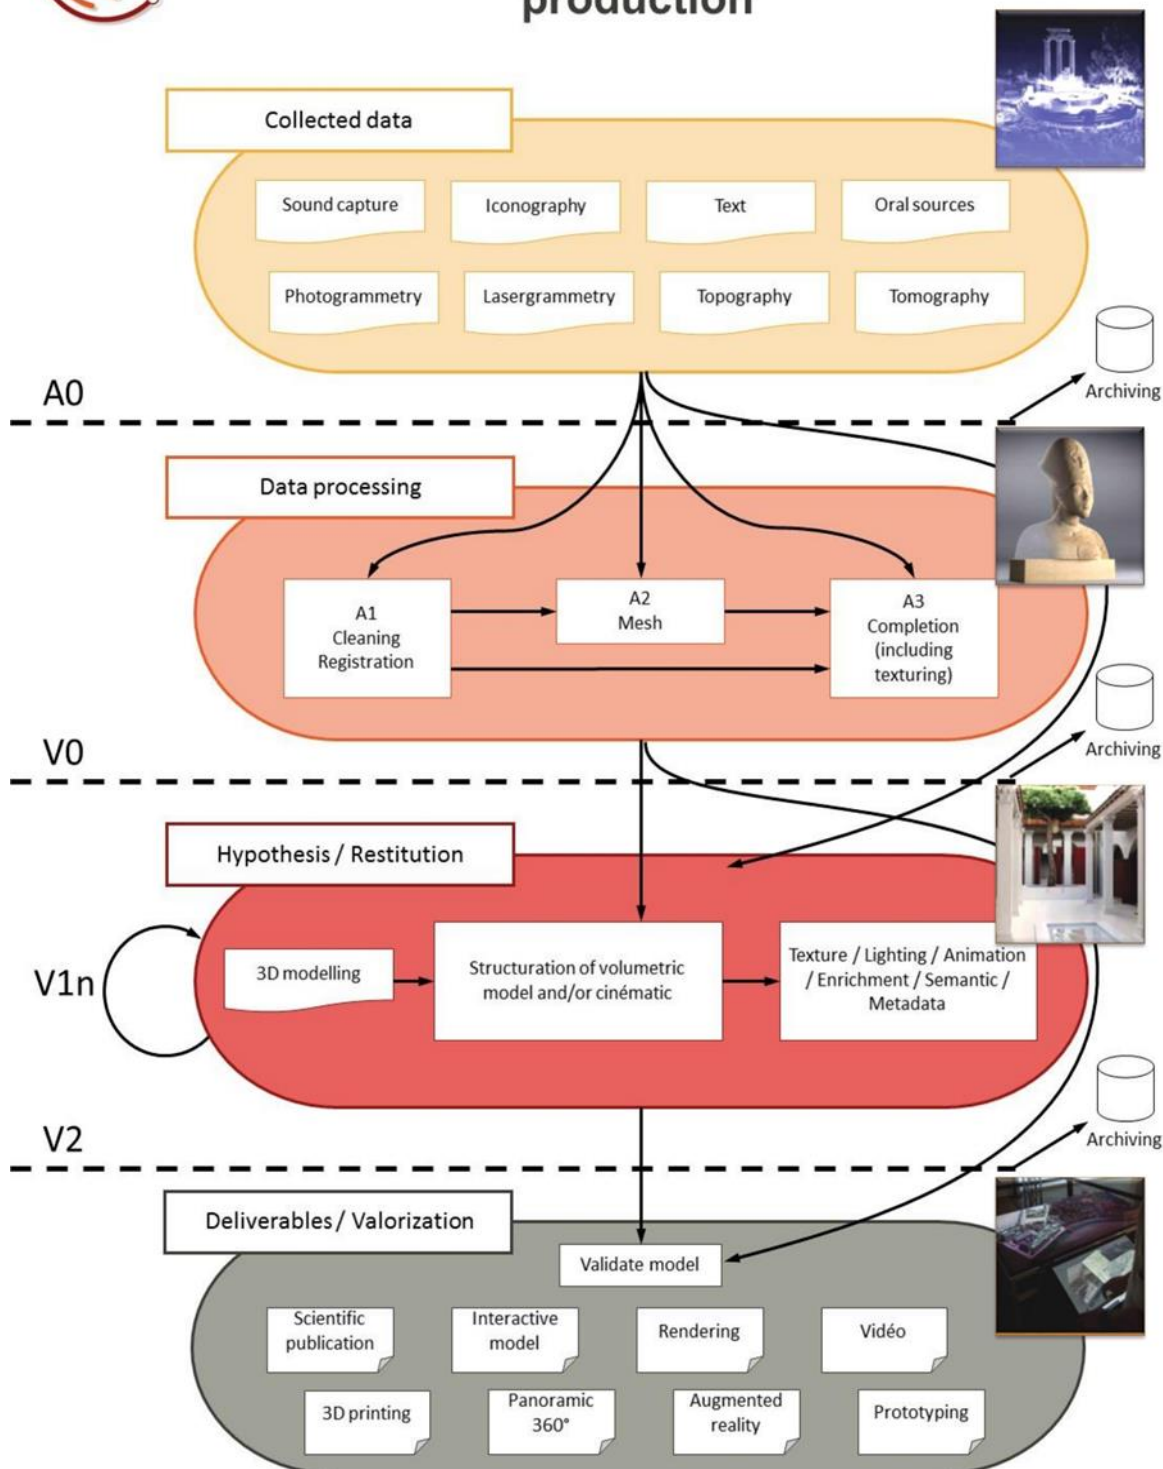 production
Collected data
Sound capture
Iconography
Text
Oral sources
Photogrammetry
Lasergrammetry
Topography
Tomography
Archiving
A0
Data processing
A1
Cleaning
Registration
A2
Mesh
A3
Completion
(including
texturing)
Archiving
V0
Hypothesis / Restitution
V1n
3D modelling
Structuration of volumetric
model and/or cinématic
Texture / Lighting / Animation
/ Enrichment / Semantic /
Metadata
Archiving
V2
Deliverables / Valorization
Validate model
Scientific
publication
Interactive
model
Rendering
Vidéo
3D printing
Panoramic
360°
Augmented
reality
Prototyping